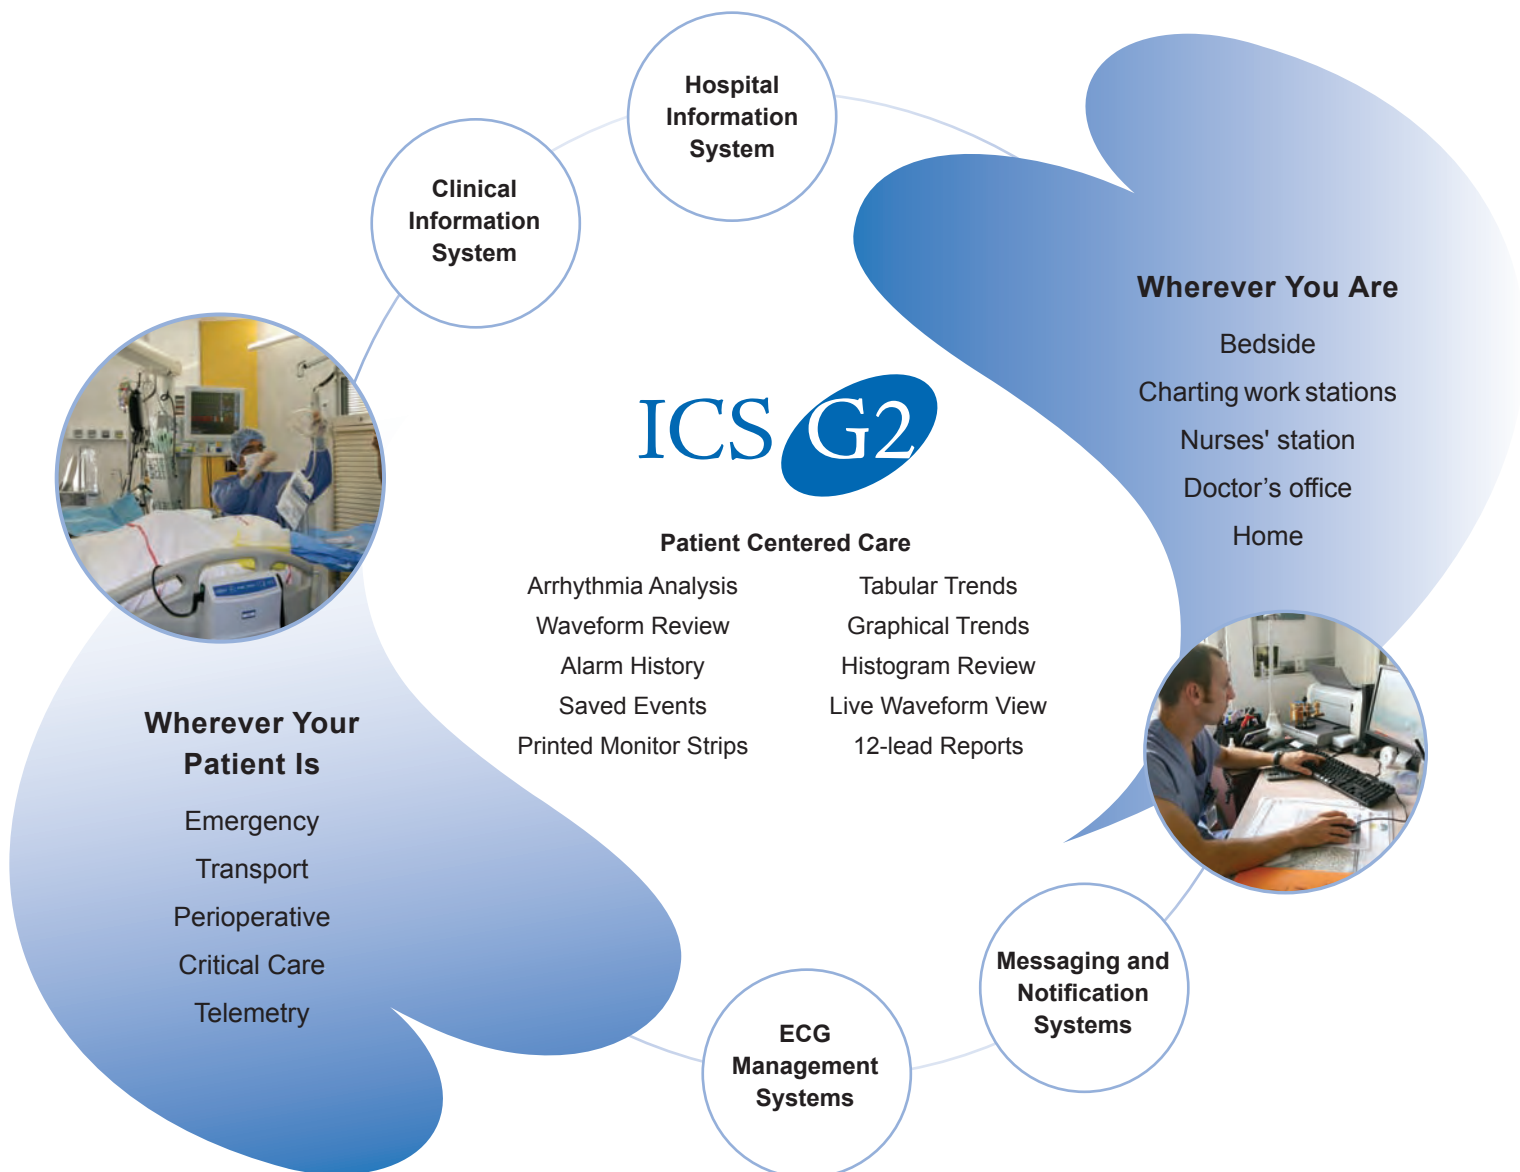 Hospital
Information
System
Clinical
Information
System
Wherever You Are
Bedside
Charting work stations
Nurses' station
Doctor’s office
Home
ICS G2
Patient Centered Care
Arrhythmia Analysis
Waveform Review
Alarm History
Saved Events
Printed Monitor Strips
Tabular Trends
Graphical Trends
Histogram Review
Live Waveform View
12-lead Reports
Wherever Your
Patient Is
Emergency
Transport
Perioperative
Critical Care
Telemetry
Messaging and
Notification
Systems
ECG
Management
Systems